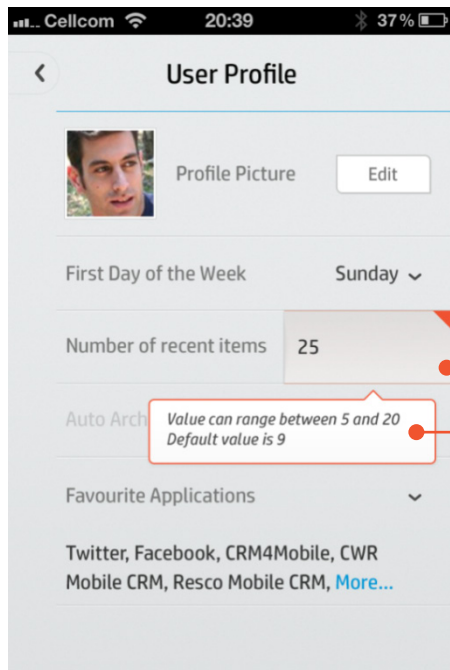 Cellcom 20:39 37%
User Profile
Profile Picture Edit
First Day of the Week Sunday
Number of recent items 25
Auto Arch
Value can range between 5 and 20
Default value is 9
Favourite Applications
Twitter, Facebook, CRM4Mobile, CWR
Mobile CRM, Resco Mobile CRM, More...